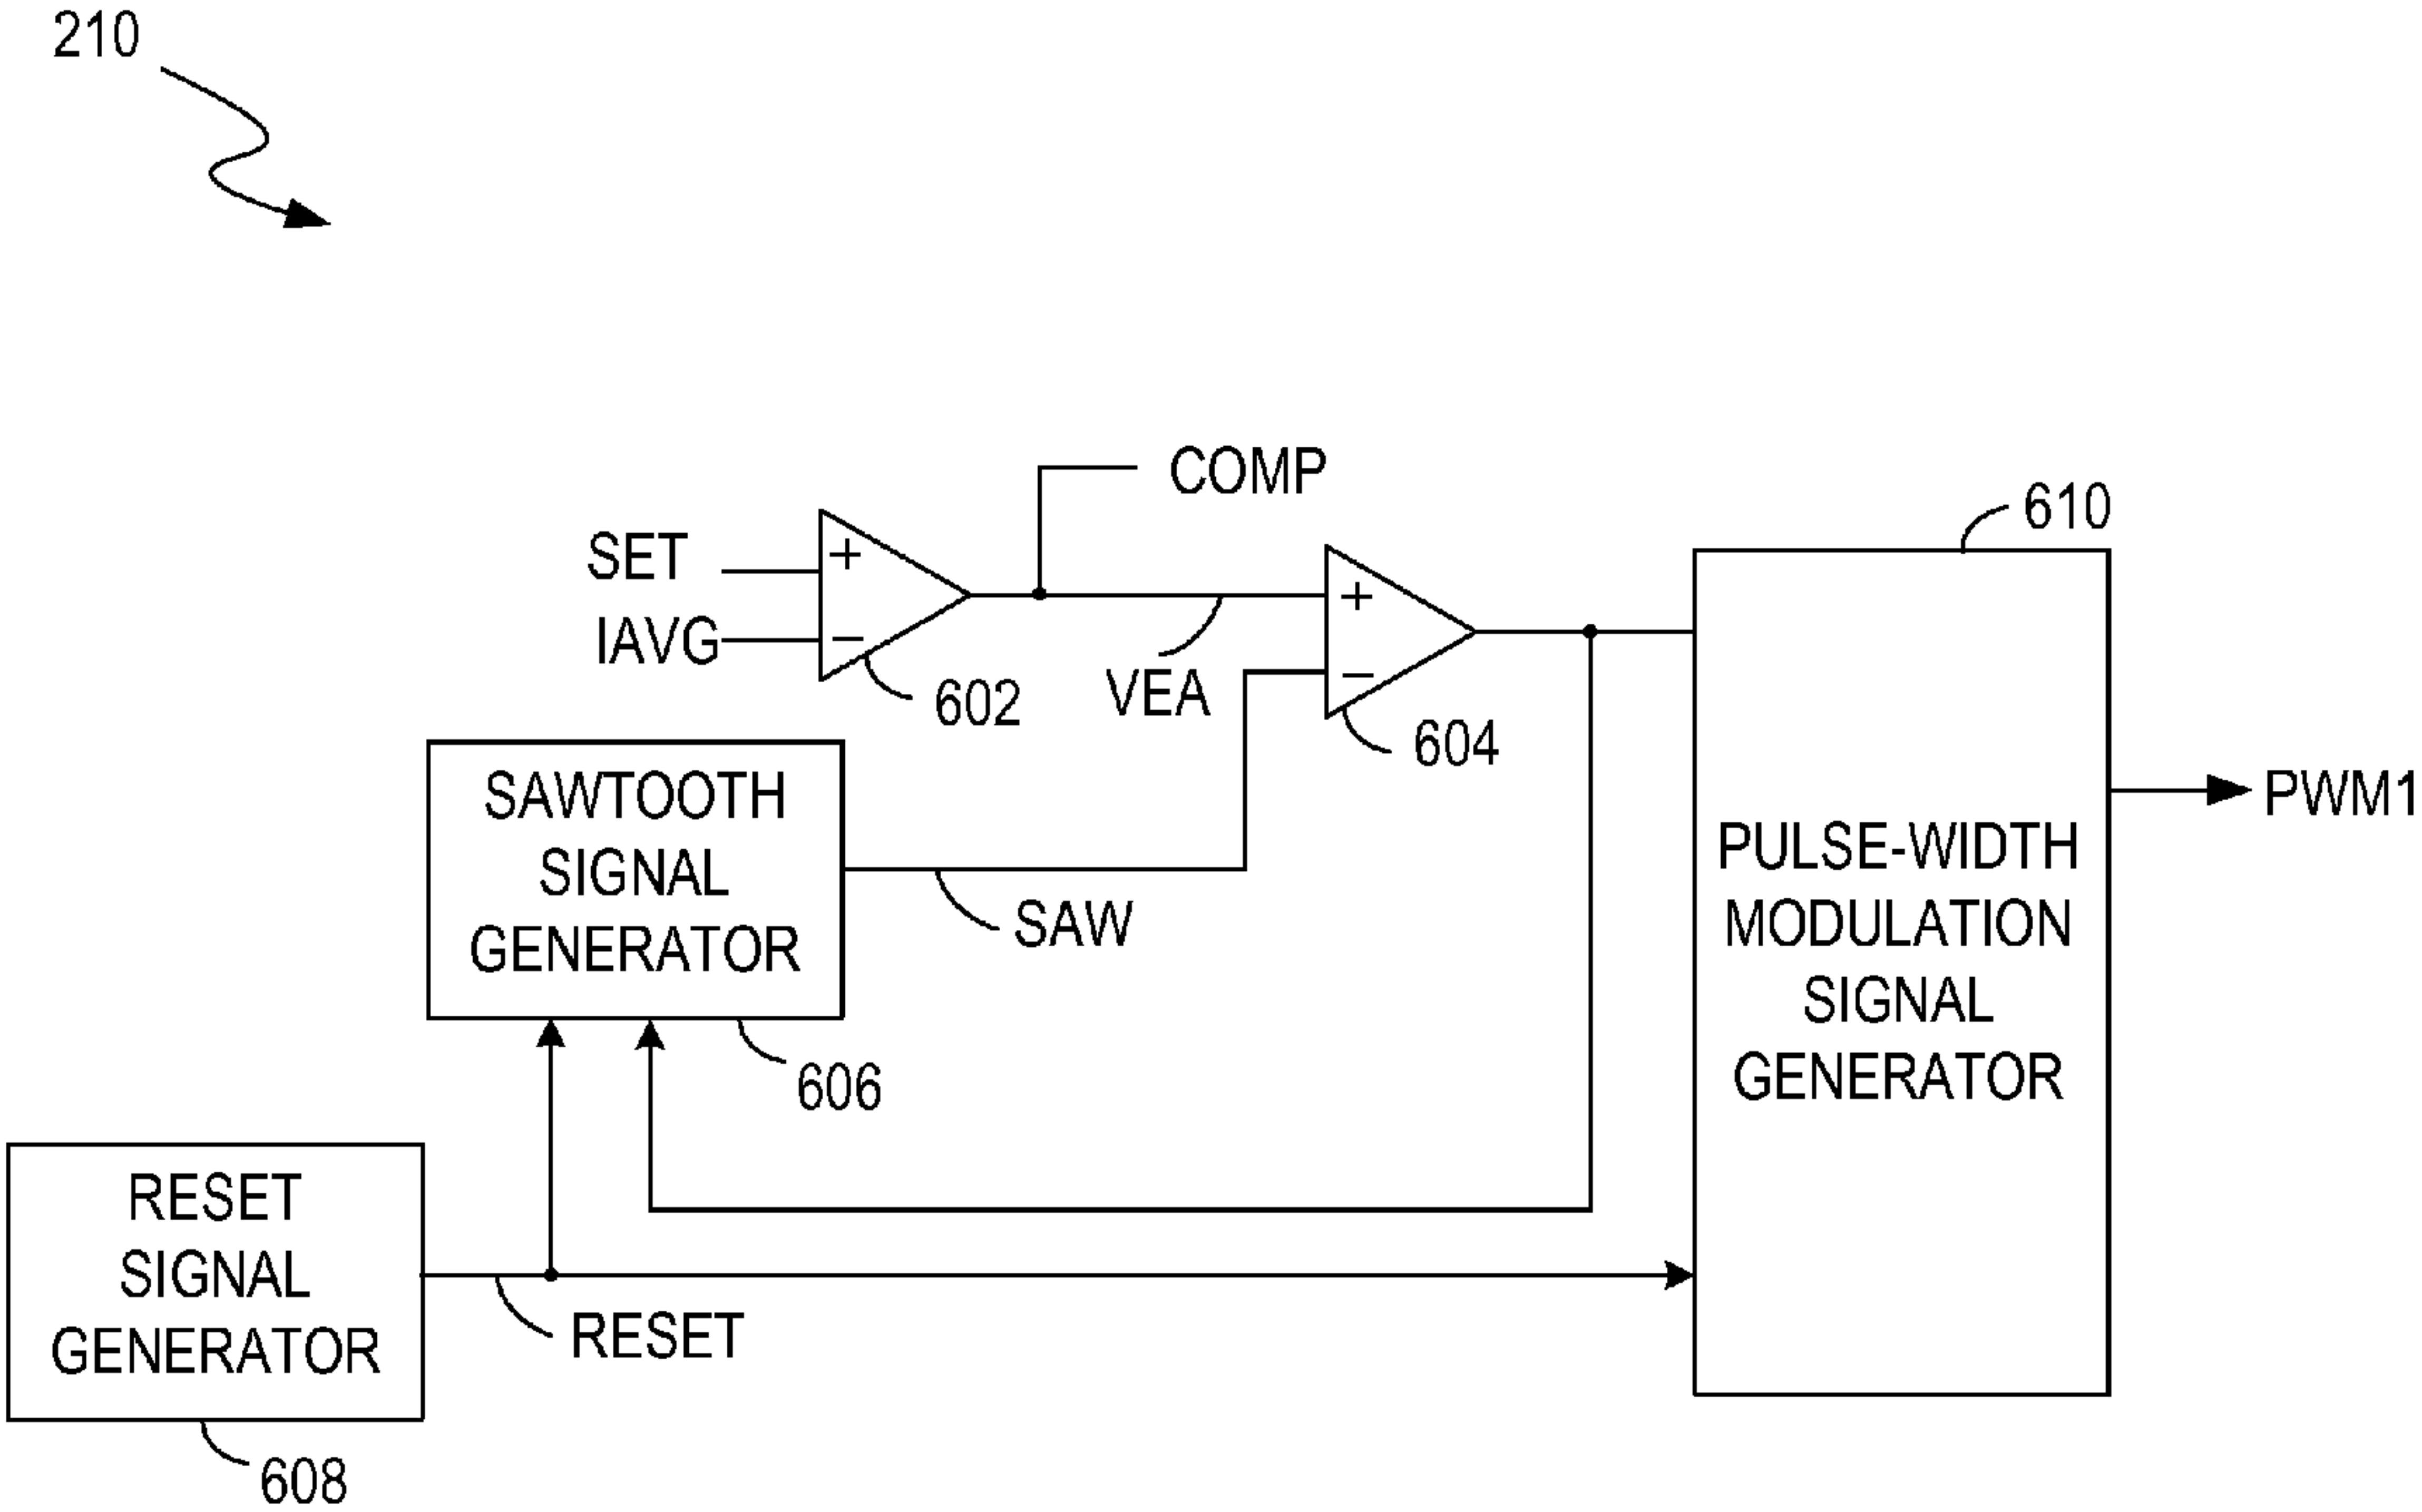 210
COMP
610
SET
+
+
IAVG
−
602
VEA
−
604
SAWTOOTH
SIGNAL
GENERATOR
SAW
606
PULSE-WIDTH
MODULATION
SIGNAL
GENERATOR
PWM1
RESET
SIGNAL
GENERATOR
RESET
608